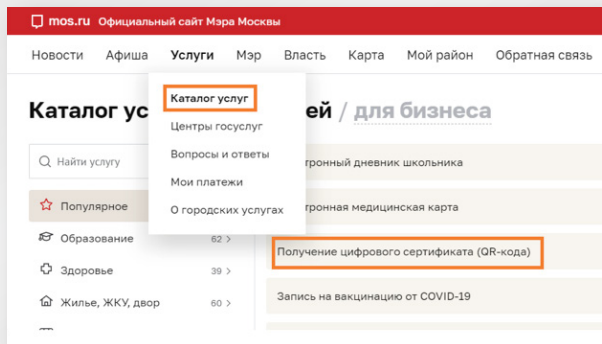 mos.ru Официальный сайт Мэра Москвы
Новости Афиша Услуги Мэр Власть Карта Мой район Обратная связь
Каталог услуг
Центры госуслуг
Вопросы и ответы
Мои платежи
О городских услугах
Каталог ус ей / для бизнеса
Найти услугу
Популярное
Образование 62 >
Здоровье 39 >
Жилье, ЖКУ, двор 60 >
тронный дневник школьника
тронная медицинская карта
Получение цифрового сертификата (QR-кода)
Запись на вакцинацию от COVID-19